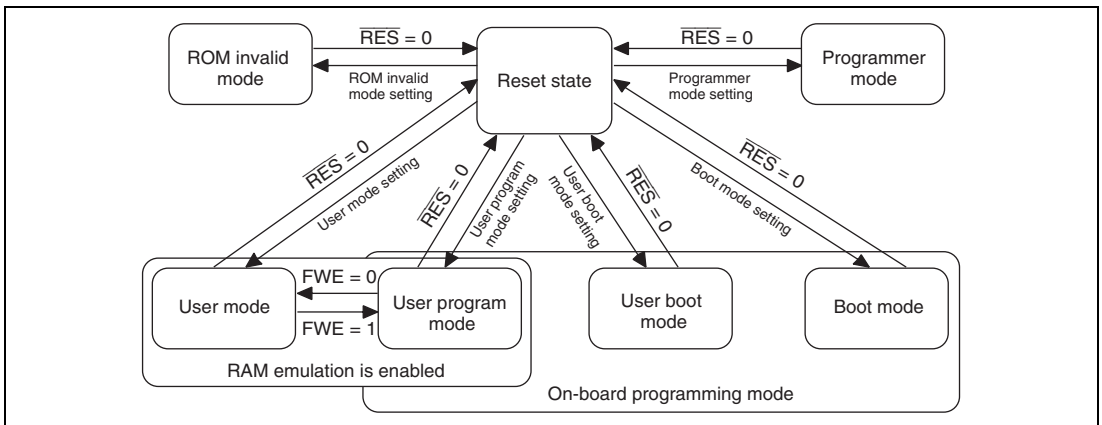 RES = 0
RES = 0
ROM invalid
mode
Reset state
Programmer
mode
ROM invalid
mode setting
Programmer
mode setting
RES = 0
User mode setting
RES = 0
User program
mode setting
User boot
mode setting
RES = 0
Boot mode setting
RES = 0
FWE = 0
User mode
User program
mode
User boot
mode
Boot mode
FWE = 1
RAM emulation is enabled
On-board programming mode